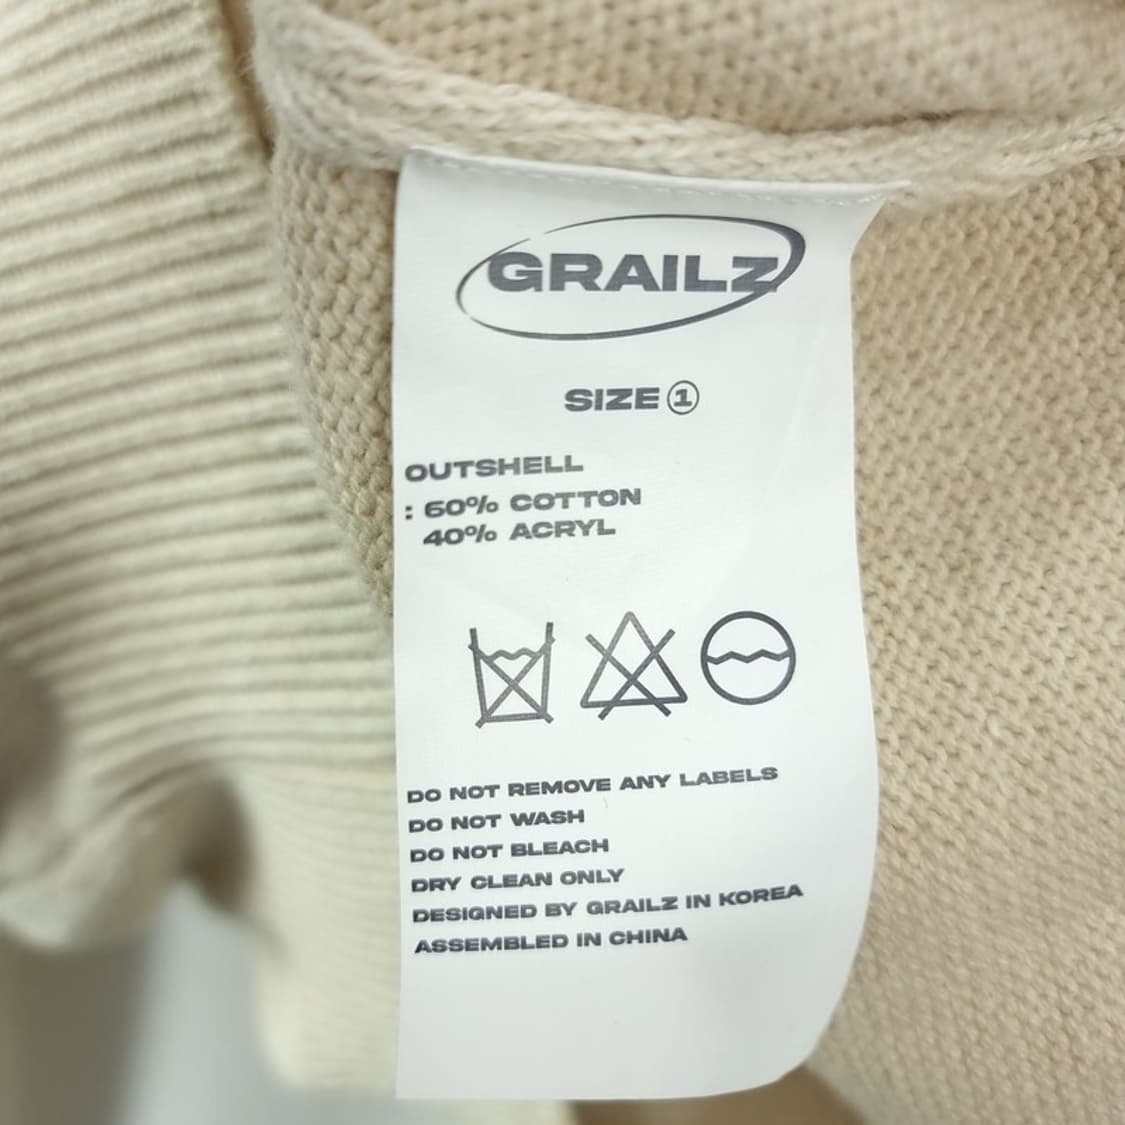 GRAILZ
SIZE ①
OUTSHELL
: 60% COTTON
40% ACRYL
DO NOT REMOVE ANY LABELS
DO NOT WASH
DO NOT BLEACH
DRY CLEAN ONLY
DESIGNED BY GRAILZ IN KOREA
ASSEMBLED IN CHINA